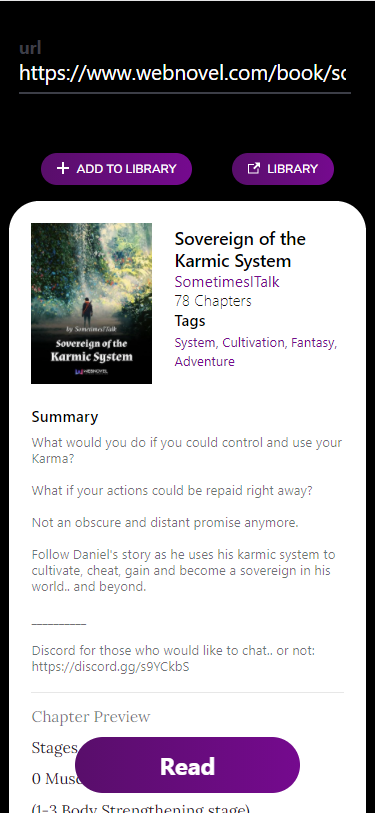 url
https://www.webnovel.com/book/so
ADD TO LIBRARY
LIBRARY
by SometimesITalk
Sovereign of the
Karmic System
WEBNOVEL
Sovereign of the
Karmic System
SometimesITalk
78 Chapters
Tags
System, Cultivation, Fantasy,
Adventure
Summary
What would you do if you could control and use your
Karma?
What if your actions could be repaid right away?
Not an obscure and distant promise anymore.
Follow Daniel's story as he uses his karmic system to
cultivate, cheat, gain and become a sovereign in his
world.. and beyond.
__________
Discord for those who would like to chat.. or not:
https://discord.gg/s9YCkbS
Chapter Preview
Stages
0 Musc
Read
(1-3 Body Strengthening stage)